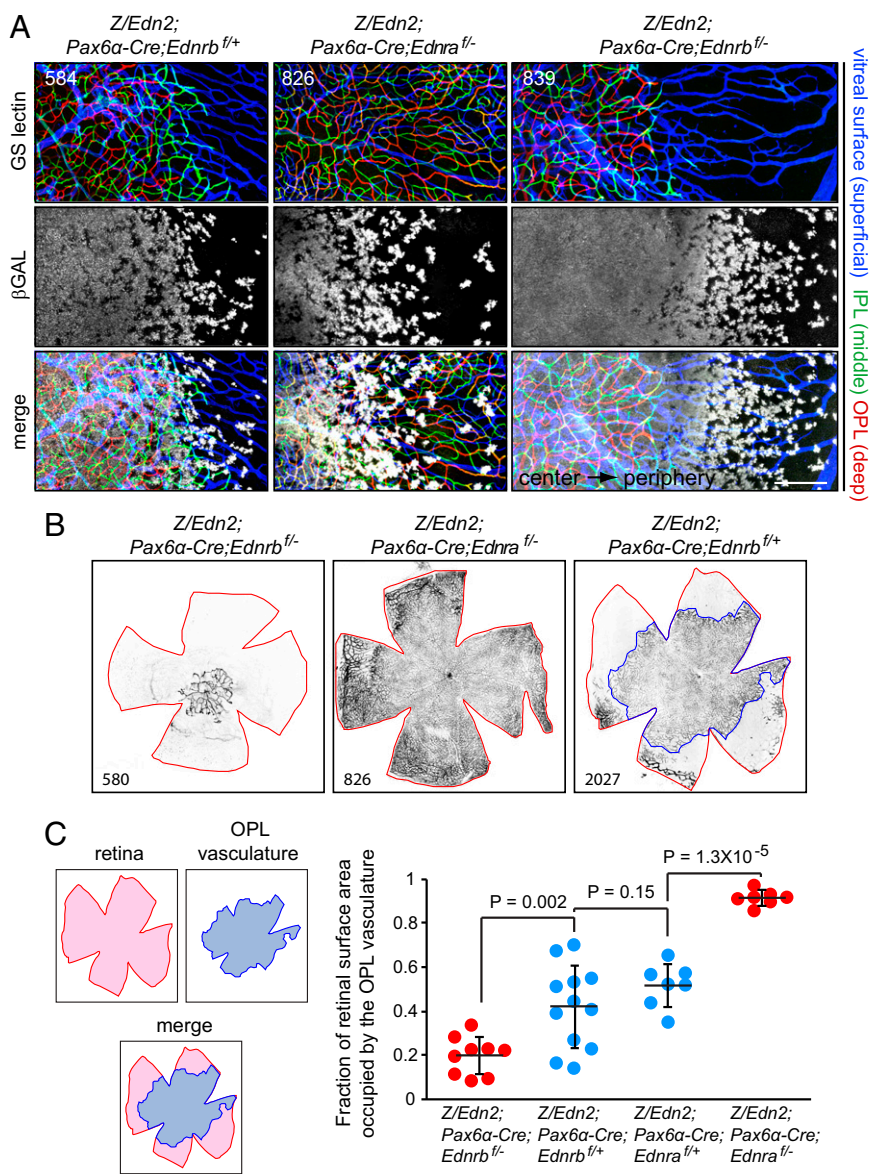 A
Z/Edn2;
Pax6α-Cre;Ednrb f/+
Z/Edn2;
Pax6α-Cre;Ednra f/-
Z/Edn2;
Pax6α-Cre;Ednrb f/-
GS lectin
584
826
839
βGAL
merge
center → periphery
vitreal surface (superficial) IPL (middle) OPL (deep)
B
Z/Edn2;
Pax6α-Cre;Ednrb f/-
Z/Edn2;
Pax6α-Cre;Ednra f/-
Z/Edn2;
Pax6α-Cre;Ednrb f/+
580
826
2027
C
retina
OPL
vasculature
merge
Fraction of retinal surface area
occupied by the OPL vasculature
1
0.8
0.6
0.4
0.2
0
P = 0.002
P = 0.15
P = 1.3X10-5
Z/Edn2;
Pax6α-Cre;
Ednrb f/-
Z/Edn2;
Pax6α-Cre;
Ednrb f/+
Z/Edn2;
Pax6α-Cre;
Ednra f/+
Z/Edn2;
Pax6α-Cre;
Ednra f/-